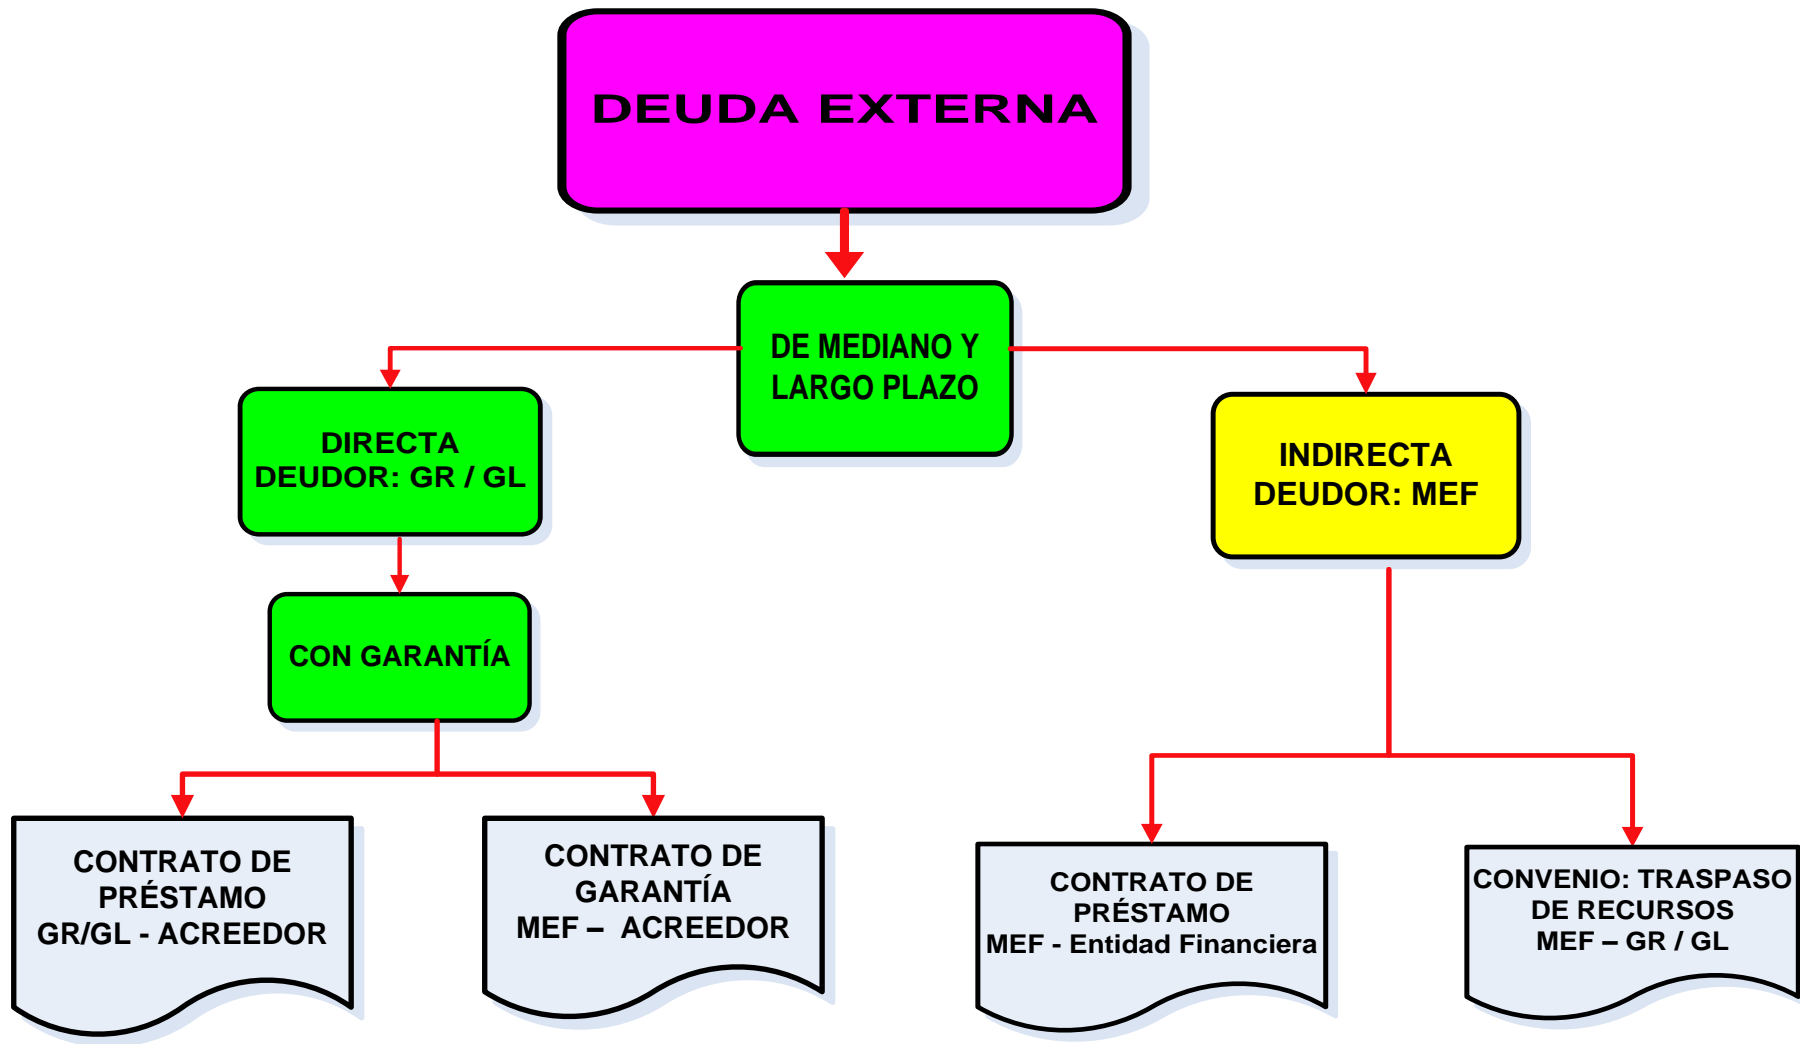 DEUDA EXTERNA
DE MEDIANO Y
LARGO PLAZO
DIRECTA
DEUDOR: GR / GL
INDIRECTA
DEUDOR: MEF
CON GARANTÍA
CONTRATO DE
PRÉSTAMO
GR/GL - ACREEDOR
CONTRATO DE
GARANTÍA
MEF – ACREEDOR
CONTRATO DE
PRÉSTAMO
MEF - Entidad Financiera
CONVENIO: TRASPASO
DE RECURSOS
MEF – GR / GL